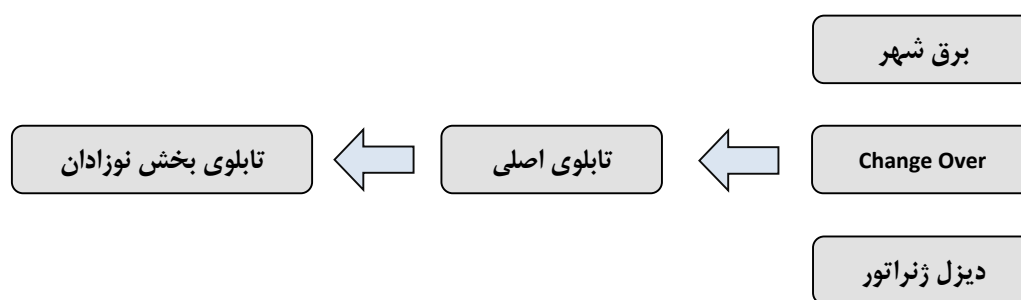 برق شهر
Change Over
تابلوی اصلی
تابلوی بخش نوزادان
دیزل ژنراتور